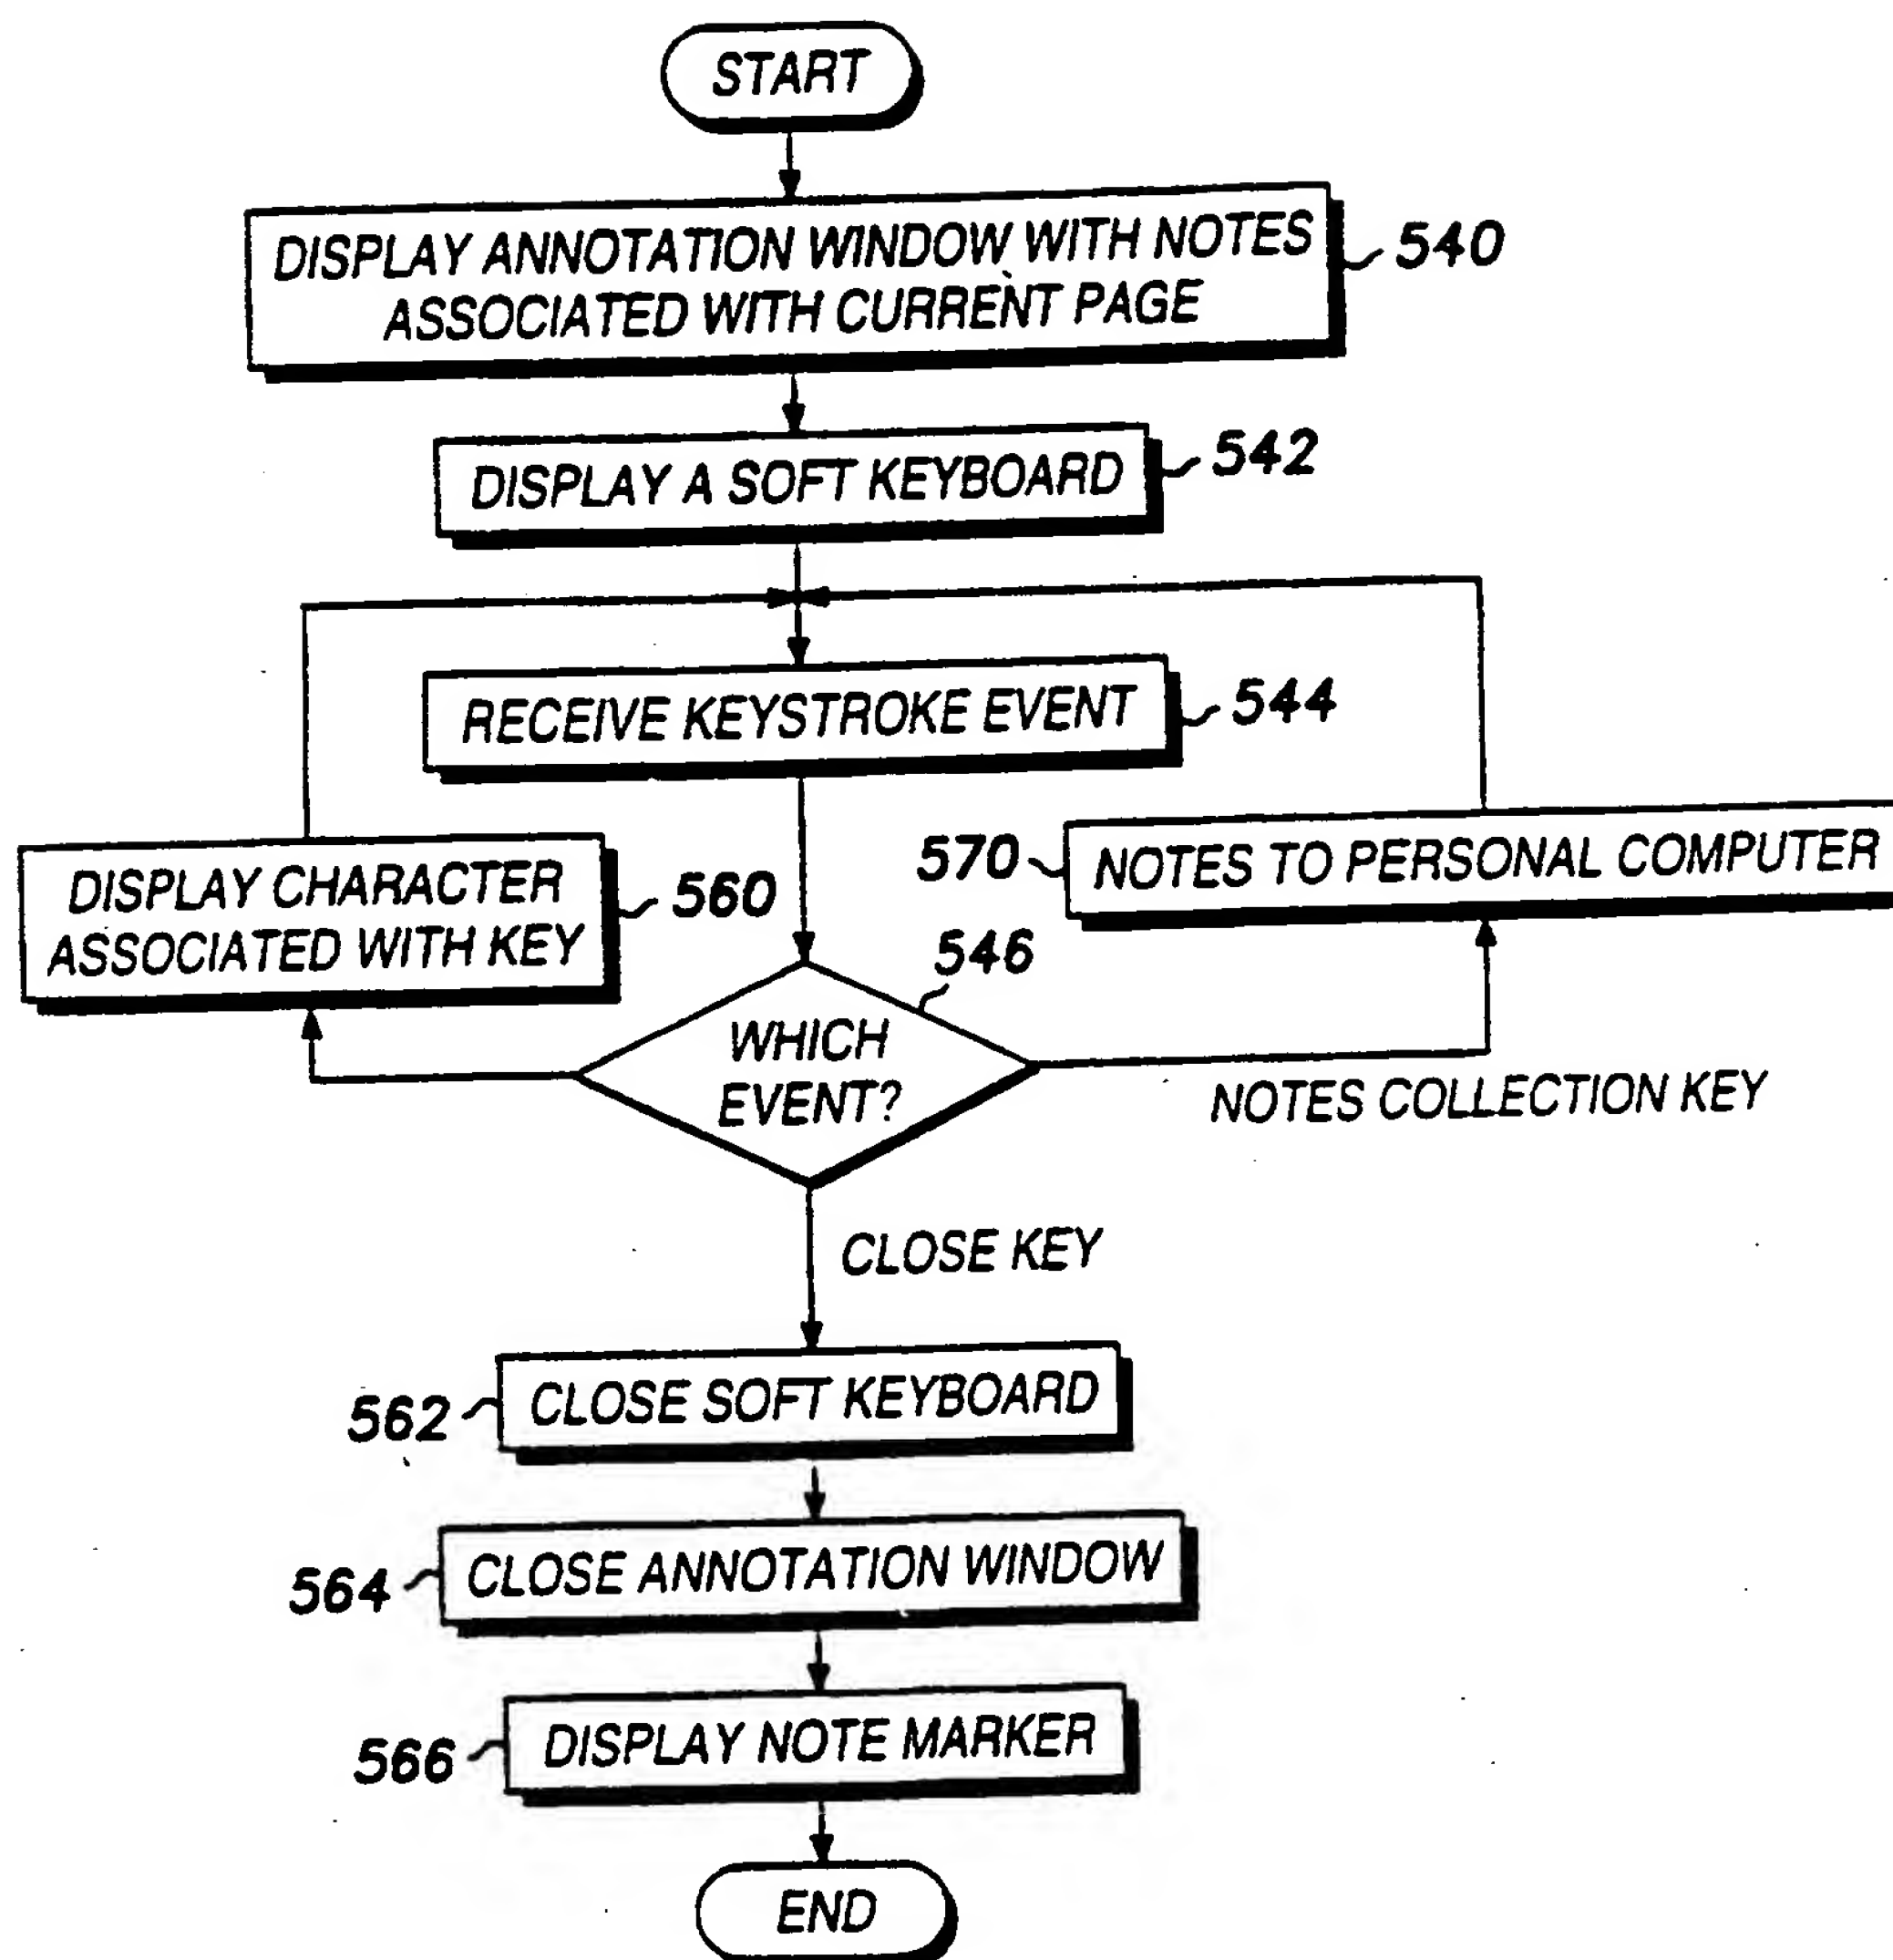 START
DISPLAY ANNOTATION WINDOW WITH NOTES
ASSOCIATED WITH CURRENT PAGE
540
DISPLAY A SOFT KEYBOARD
542
RECEIVE KEYSTROKE EVENT
544
DISPLAY CHARACTER
ASSOCIATED WITH KEY
560
570
NOTES TO PERSONAL COMPUTER
546
WHICH
EVENT?
NOTES COLLECTION KEY
CLOSE KEY
562
CLOSE SOFT KEYBOARD
564
CLOSE ANNOTATION WINDOW
566
DISPLAY NOTE MARKER
END